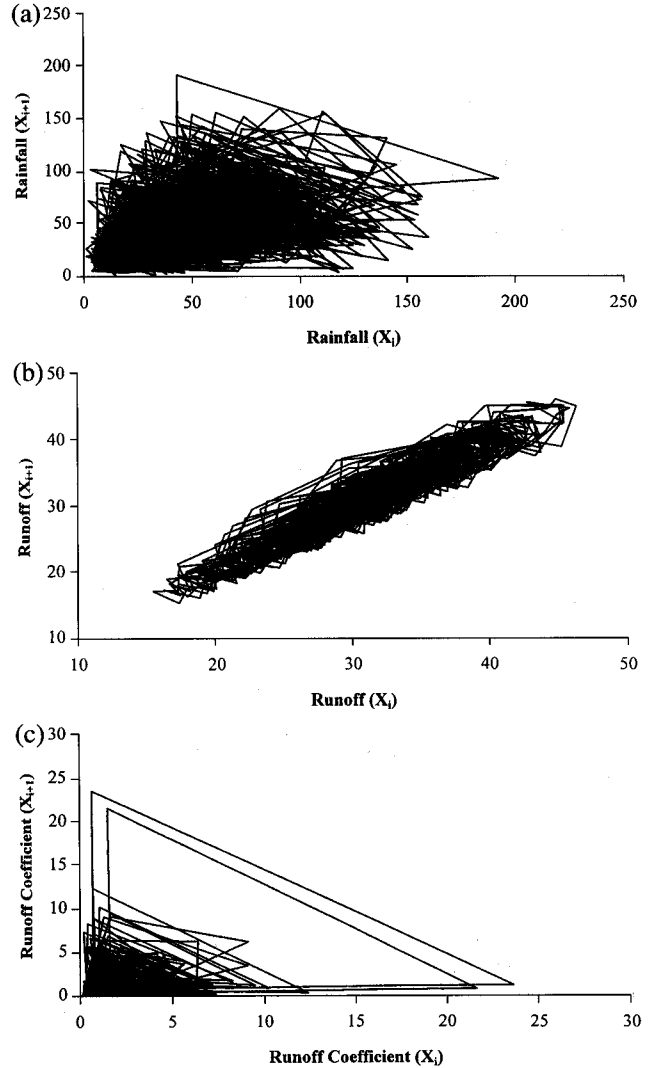 (a)
250
200
150
100
50
0
Rainfall (Xi+1)
0 50 100 150 200 250
Rainfall (Xi)
(b)
50
40
30
20
10
Runoff (Xi+1)
10 20 30 40 50
Runoff (Xi)
(c)
30
25
20
15
10
5
0
Runoff Coefficient (Xi+1)
0 5 10 15 20 25 30
Runoff Coefficient (Xi)